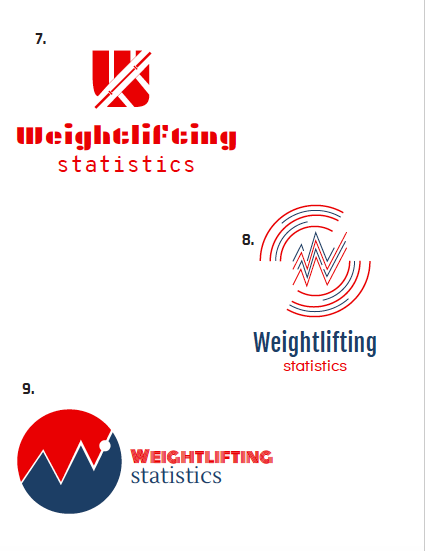 7.
Weightlifting
statistics
8.
Weightlifting
statistics
9.
WEIGHTLIFTING
statistics